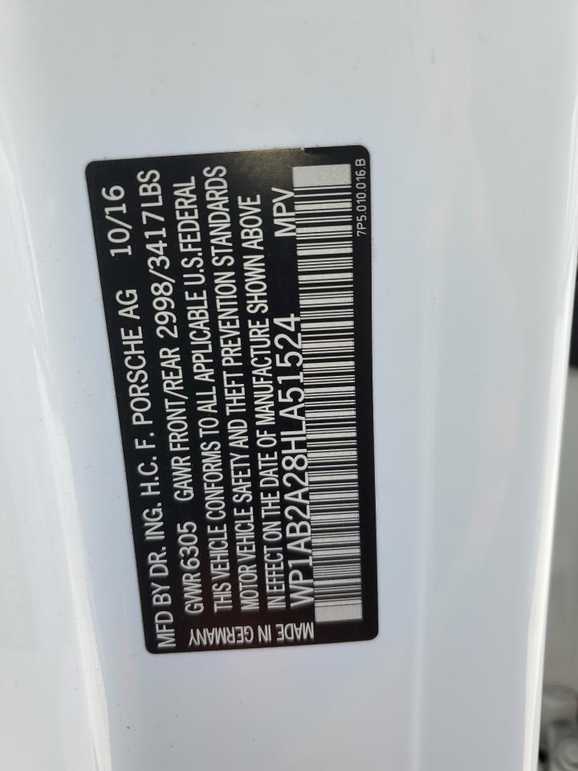 MFD BY DR. ING. H.C. F. PORSCHE AG 10/16
GVWR 6305 GAWR FRONT/REAR 2998/3417 LBS
THIS VEHICLE CONFORMS TO ALL APPLICABLE U.S. FEDERAL
MOTOR VEHICLE SAFETY AND THEFT PREVENTION STANDARDS
IN EFFECT ON THE DATE OF MANUFACTURE SHOWN ABOVE
WP1AB2A28HLA51524 MPV
MADE IN GERMANY
7P5.010.016 B